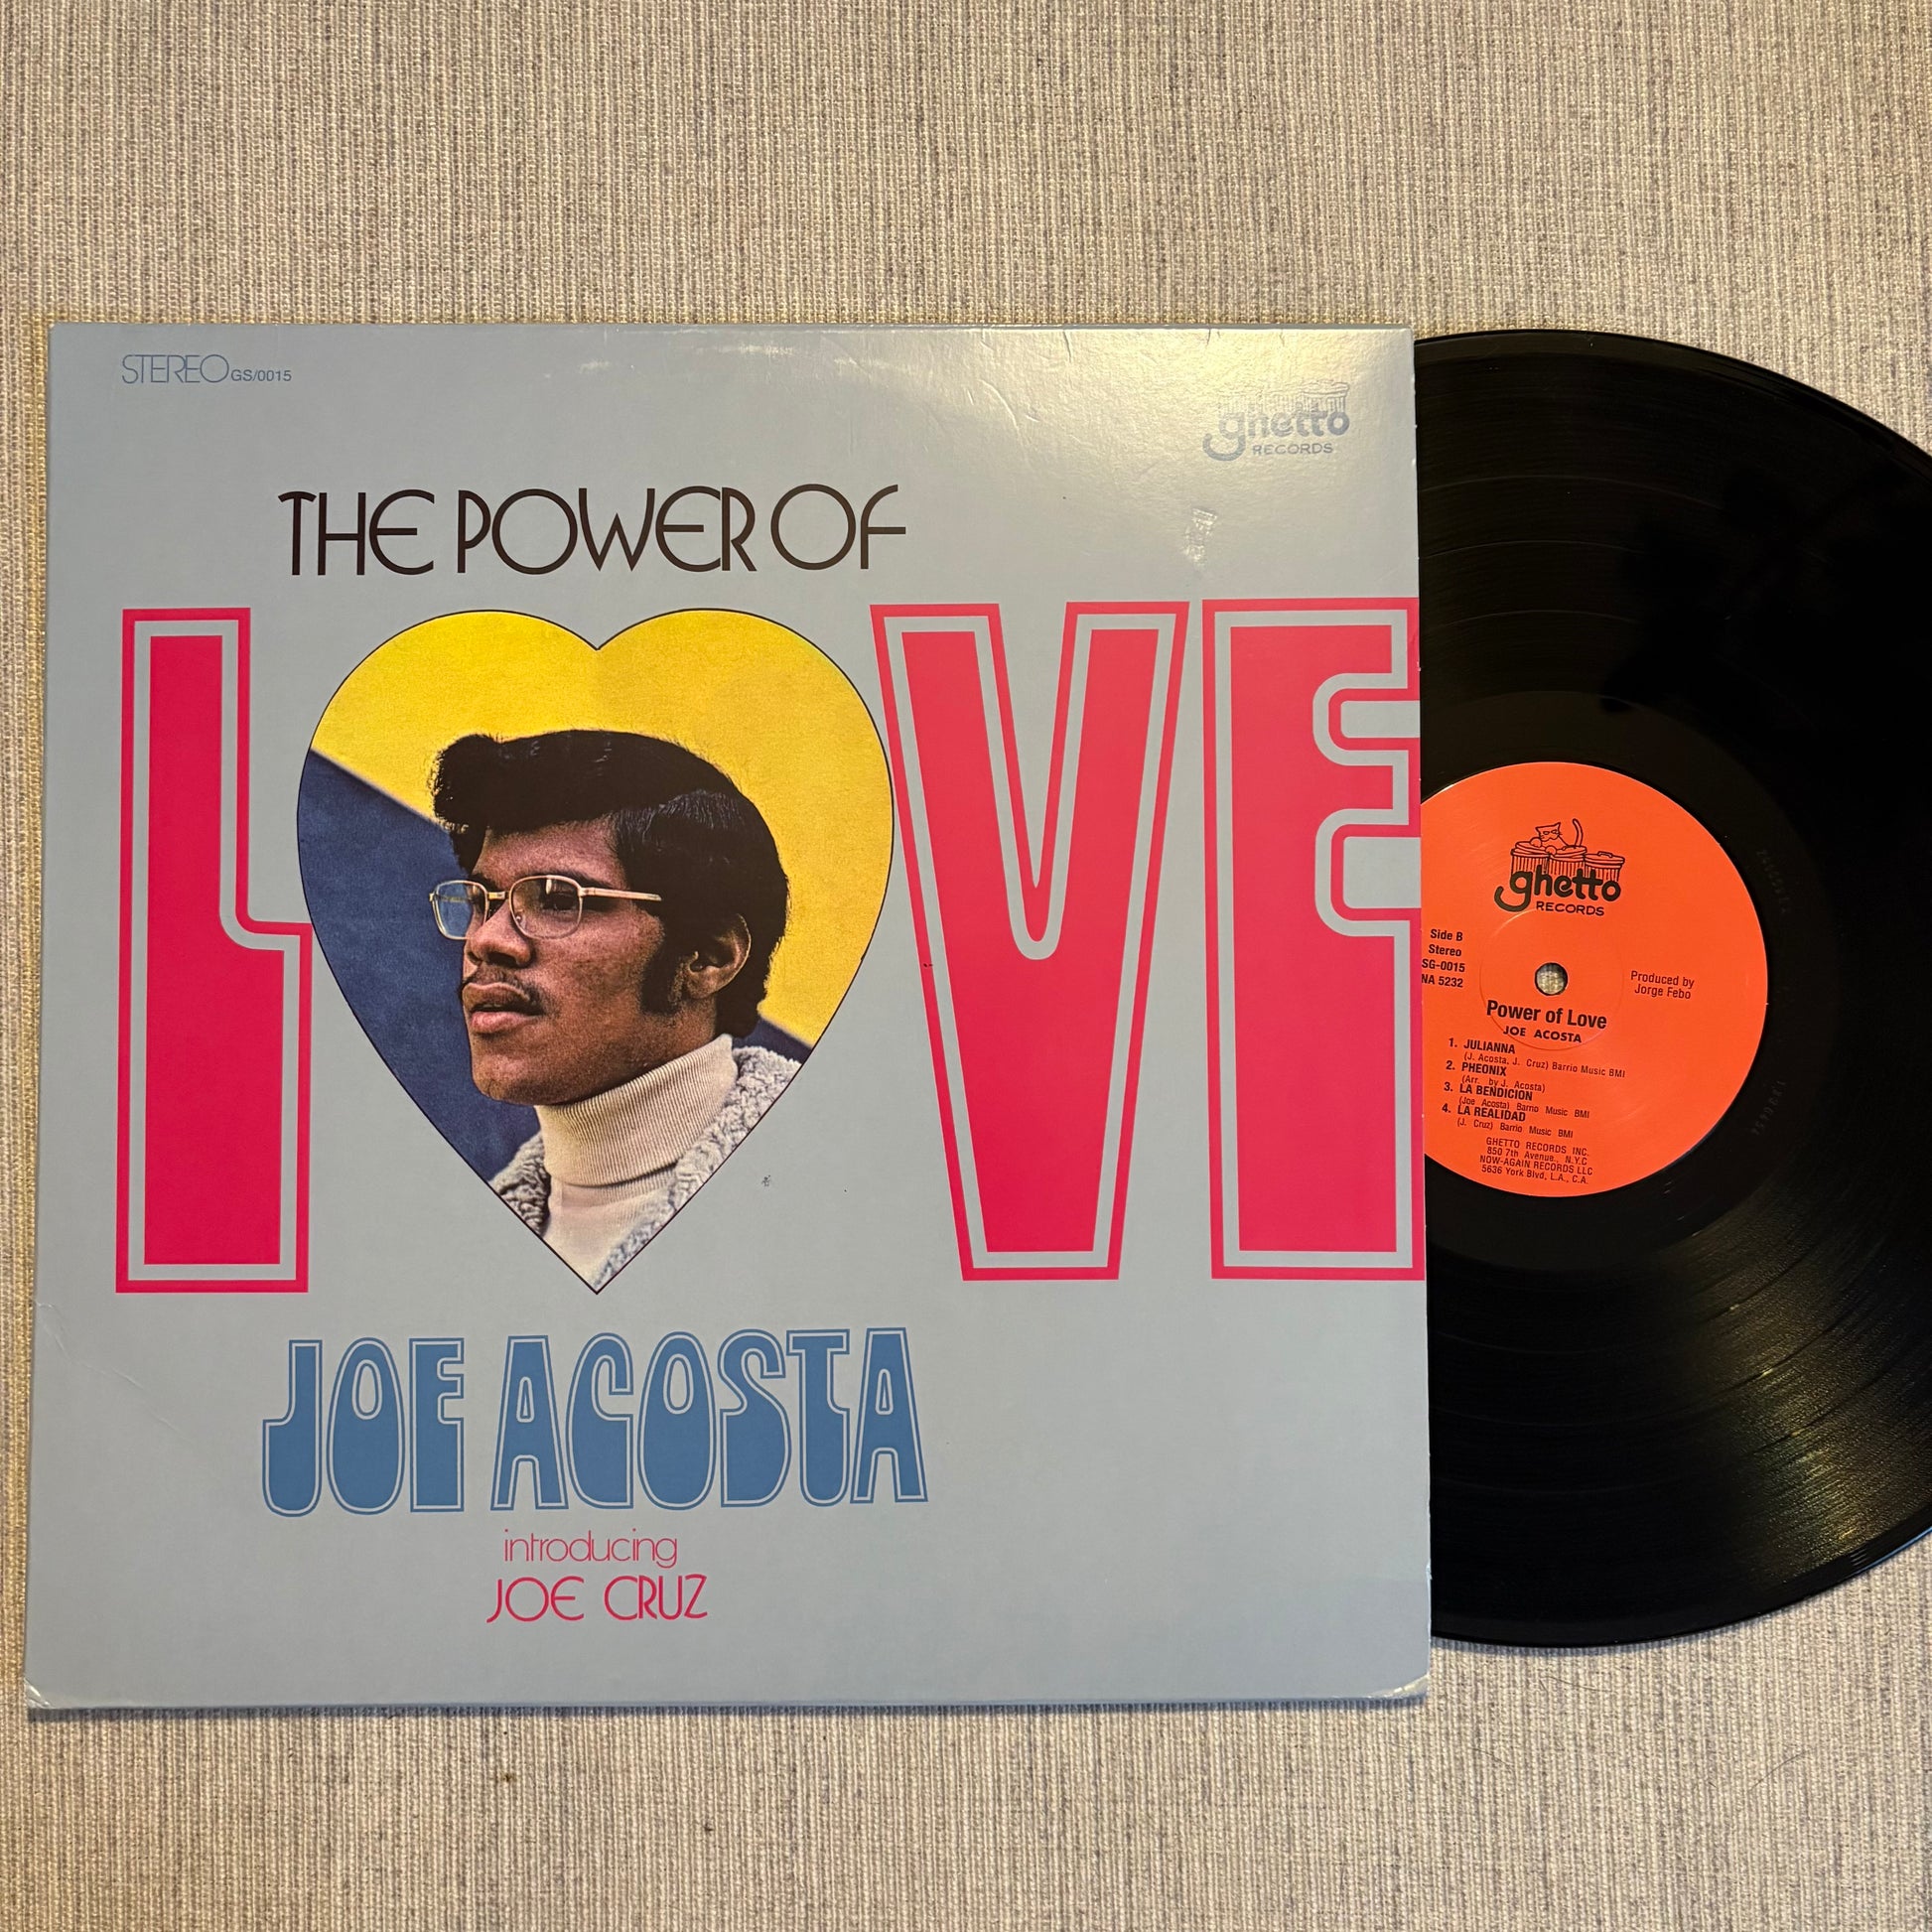 STEREO GS/0015
ghetto
RECORDS
THE POWER OF
LOVE
JOE ACOSTA
introducing
JOE CRUZ
ghetto
RECORDS
Side B
Stereo
SG-0015
NA 5232
Produced by
Jorge Febo
Power of Love
JOE ACOSTA
1. JULIANNA
(J. Acosta, J. Cruz) Barrio Music BMI
2. PHEONIX
(Arr. by J. Acosta)
3. LA BENDICION
(Joe Acosta) Barrio Music BMI
4. LA REALIDAD
(J. Cruz) Barrio Music BMI
GHETTO RECORDS INC.
850 7th Avenue., N.Y.C
NOW-AGAIN RECORDS LLC
5636 York Blvd, L.A., C.A.